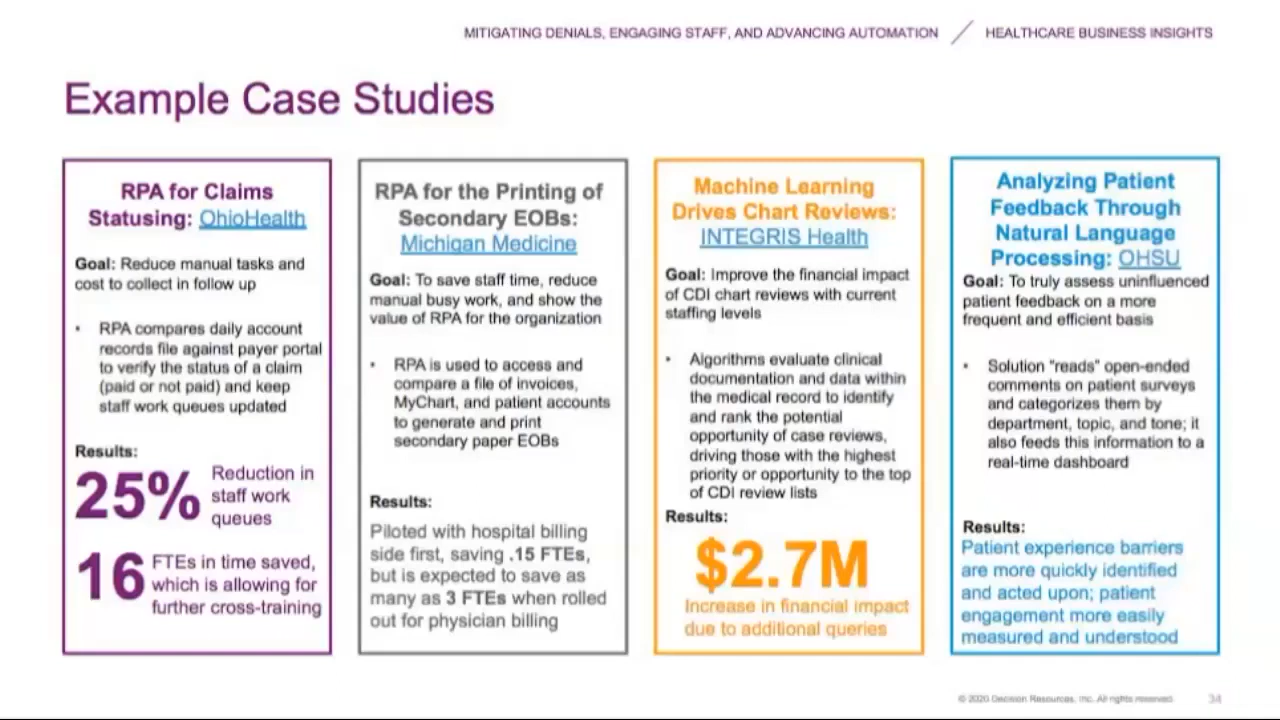 MITIGATING DENIALS, ENGAGING STAFF, AND ADVANCING AUTOMATION / HEALTHCARE BUSINESS INSIGHTS
Example Case Studies
RPA for Claims
Statusing: OhioHealth
Goal: Reduce manual tasks and
cost to collect in follow up
• RPA compares daily account
records file against payer portal
to verify the status of a claim
(paid or not paid) and keep
staff work queues updated
Results:
25% Reduction in
staff work
queues
16 FTEs in time saved,
which is allowing for
further cross-training
RPA for the Printing of
Secondary EOBs:
Michigan Medicine
Goal: To save staff time, reduce
manual busy work, and show the
value of RPA for the organization
• RPA is used to access and
compare a file of invoices,
MyChart, and patient accounts
to generate and print
secondary paper EOBs
Results:
Piloted with hospital billing
side first, saving .15 FTEs,
but is expected to save as
many as 3 FTEs when rolled
out for physician billing
Machine Learning
Drives Chart Reviews:
INTEGRIS Health
Goal: Improve the financial impact
of CDI chart reviews with current
staffing levels
• Algorithms evaluate clinical
documentation and data within
the medical record to identify
and rank the potential
opportunity of case reviews,
driving those with the highest
priority or opportunity to the top
of CDI review lists
Results:
$2.7M
Increase in financial impact
due to additional queries
Analyzing Patient
Feedback Through
Natural Language
Processing: OHSU
Goal: To truly assess uninfluenced
patient feedback on a more
frequent and efficient basis
• Solution "reads" open-ended
comments on patient surveys
and categorizes them by
department, topic, and tone; it
also feeds this information to a
real-time dashboard
Results:
Patient experience barriers
are more quickly identified
and acted upon; patient
engagement more easily
measured and understood
© 2020 Decision Resources, Inc. All rights reserved. 34